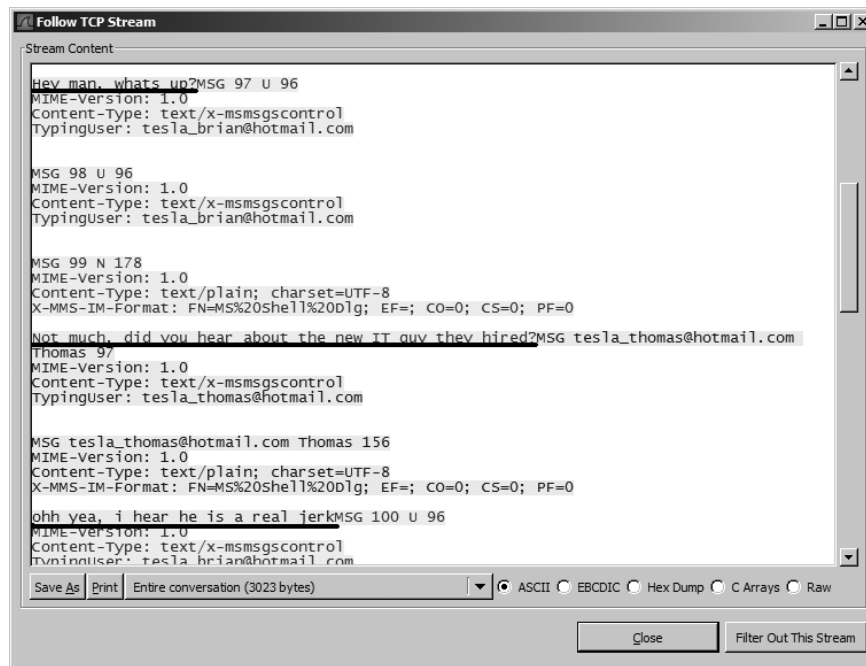 Follow TCP Stream
Stream Content
Hey man, whats up?MSG 97 U 96
MIME-Version: 1.0
Content-Type: text/x-msmsgscontrol
TypingUser: tesla_brian@hotmail.com
MSG 98 U 96
MIME-Version: 1.0
Content-Type: text/x-msmsgscontrol
TypingUser: tesla_brian@hotmail.com
MSG 99 N 178
MIME-Version: 1.0
Content-Type: text/plain; charset=UTF-8
X-MMS-IM-Format: FN=MS%20Shell%20Dlg; EF=; CO=0; CS=0; PF=0
Not much, did you hear about the new IT guy they hired?MSG tesla_thomas@hotmail.com
Thomas 97
MIME-Version: 1.0
Content-Type: text/x-msmsgscontrol
TypingUser: tesla_thomas@hotmail.com
MSG tesla_thomas@hotmail.com Thomas 156
MIME-Version: 1.0
Content-Type: text/plain; charset=UTF-8
X-MMS-IM-Format: FN=MS%20Shell%20Dlg; EF=; CO=0; CS=0; PF=0
ohh yea, i hear he is a real jerkMSG 100 U 96
MIME-Version: 1.0
Content-Type: text/x-msmsgscontrol
TypingUser: tesla_brian@hotmail.com
Save As Print Entire conversation (3023 bytes) ASCII EBCDIC Hex Dump C Arrays Raw
Close Filter Out This Stream